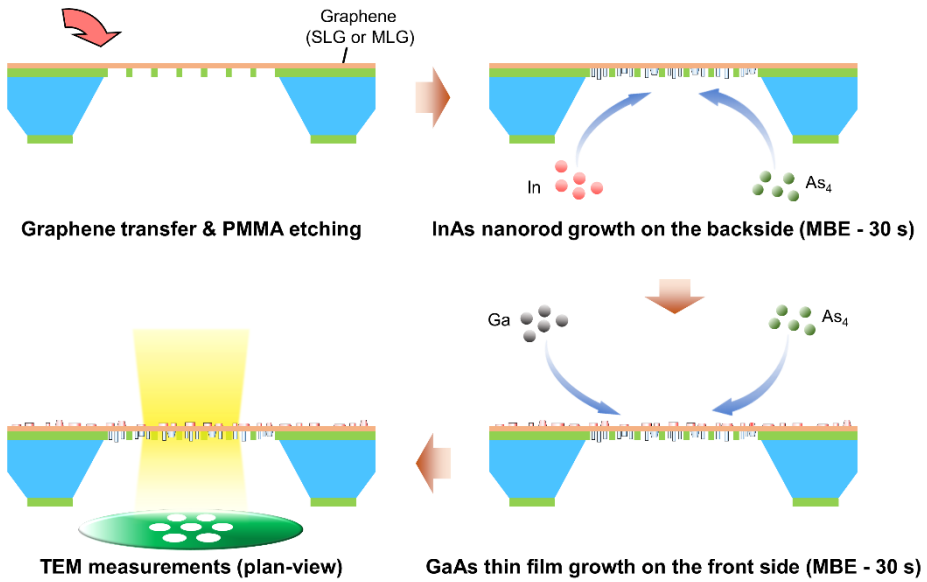 Graphene
(SLG or MLG)
Graphene transfer & PMMA etching
In
As₄
InAs nanorod growth on the backside (MBE - 30 s)
Ga
As₄
GaAs thin film growth on the front side (MBE - 30 s)
TEM measurements (plan-view)